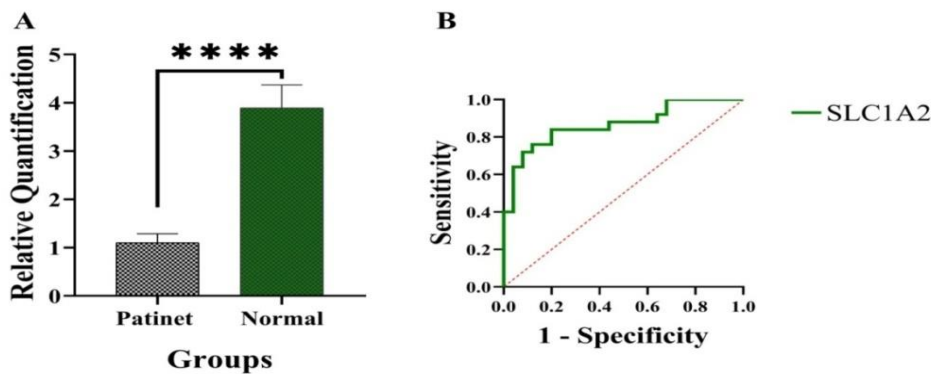 A
Relative Quantification
5
4
3
2
1
0
****
Patinet Normal
Groups
B
Sensitivity
1.0
0.8
0.6
0.4
0.2
0.0
0.0 0.2 0.4 0.6 0.8 1.0
1 - Specificity
SLC1A2